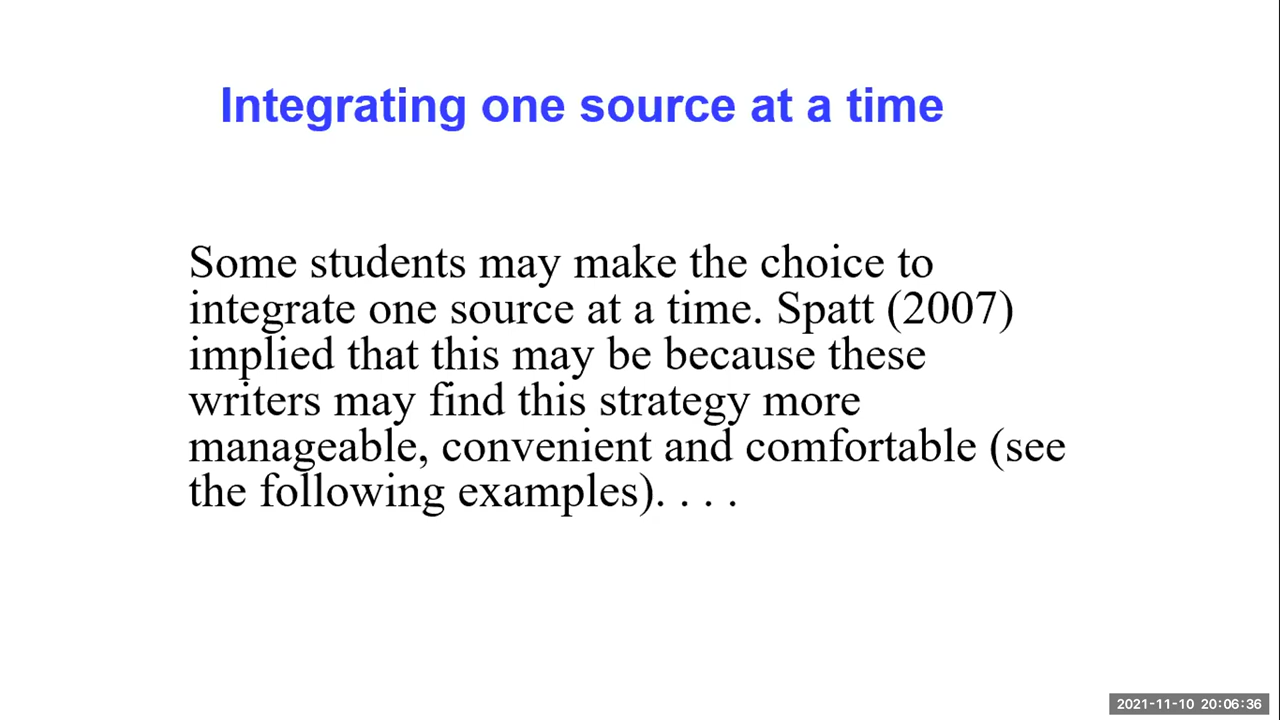 Integrating one source at a time
Some students may make the choice to
integrate one source at a time. Spatt (2007)
implied that this may be because these
writers may find this strategy more
manageable, convenient and comfortable (see
the following examples). . . .
2021-11-10 20:06:36